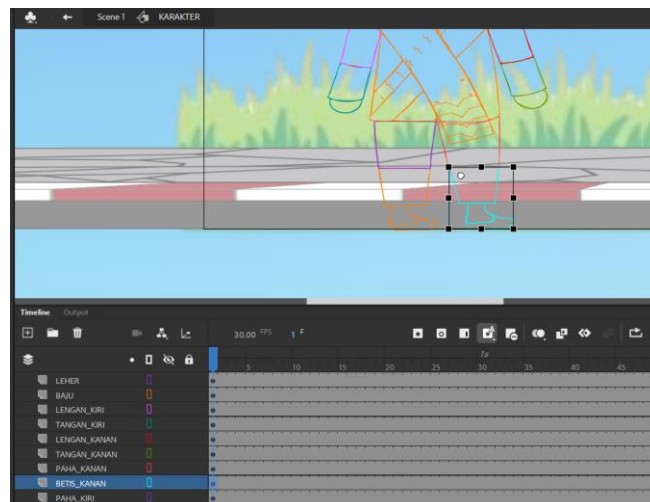 Scene 1 KARAKTER
Timeline Output
30.00 FPS 1 F
1s
5 10 15 20 25 30 35 40 45
LEHER
BAJU
LENGAN_KIRI
TANGAN_KIRI
LENGAN_KANAN
TANGAN_KANAN
PAHA_KANAN
BETIS_KANAN
PAHA_KIRI